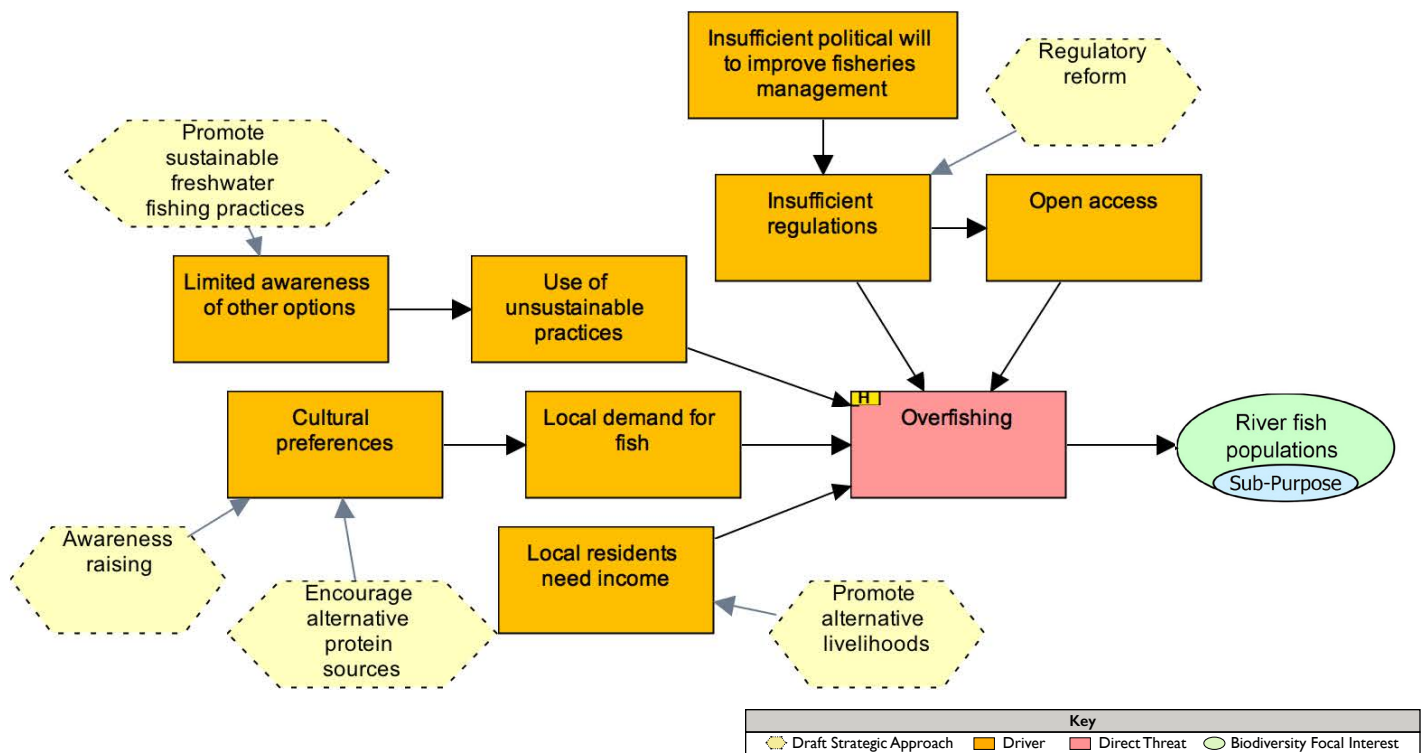 Insufficient political will
to improve fisheries
management
Regulatory
reform
Promote
sustainable
freshwater
fishing practices
Insufficient
regulations
Open access
Limited awareness
of other options
Use of
unsustainable
practices
Cultural
preferences
Local demand for
fish
H
Overfishing
River fish
populations
Sub-Purpose
Awareness
raising
Encourage
alternative
protein
sources
Local residents
need income
Promote
alternative
livelihoods
Key
Draft Strategic Approach
Driver
Direct Threat
Biodiversity Focal Interest